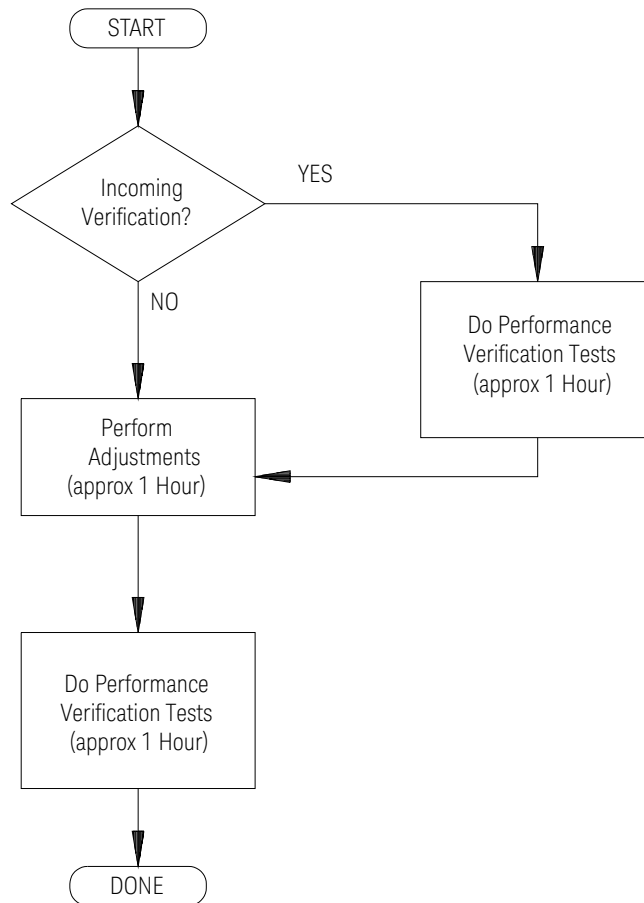 START
Incoming
Verification?
YES
NO
Do Performance
Verification Tests
(approx 1 Hour)
Perform
Adjustments
(approx 1 Hour)
Do Performance
Verification Tests
(approx 1 Hour)
DONE